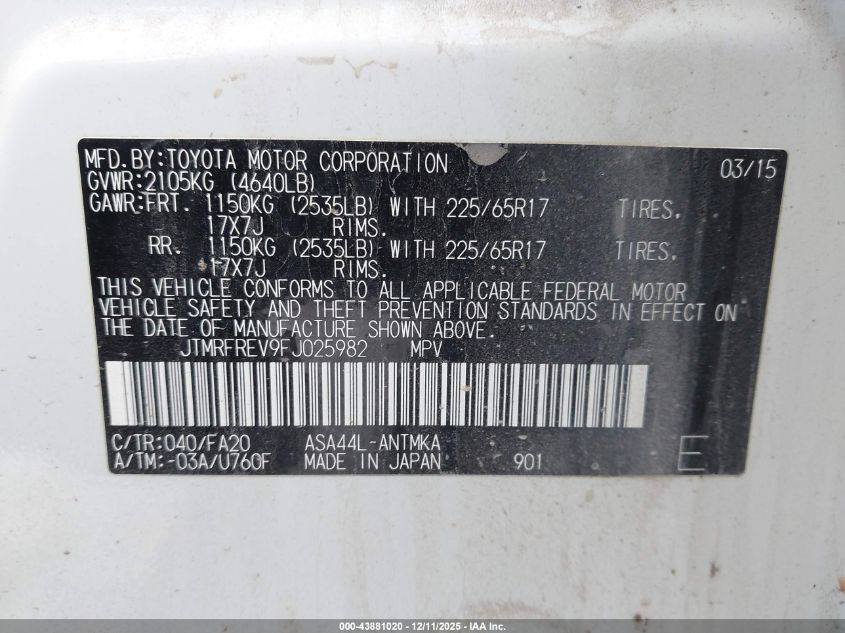 MFD.BY:TOYOTA MOTOR CORPORATION 03/15
GVWR:2105KG (4640LB)
GAWR:FRT. 1150KG (2535LB) WITH 225/65R17 TIRES.
17X7J RIMS.
RR. 1150KG (2535LB) WITH 225/65R17 TIRES.
17X7J RIMS.
THIS VEHICLE CONFORMS TO ALL APPLICABLE FEDERAL MOTOR
VEHICLE SAFETY AND THEFT PREVENTION STANDARDS IN EFFECT ON
THE DATE OF MANUFACTURE SHOWN ABOVE.
JTMRFREV9FJ025982 MPV
C/TR:040/FA20 ASA44L-ANTMKA
A/TM:-03A/U760F MADE IN JAPAN 901 E
000-43881020 - 12/11/2025 - IAA Inc.